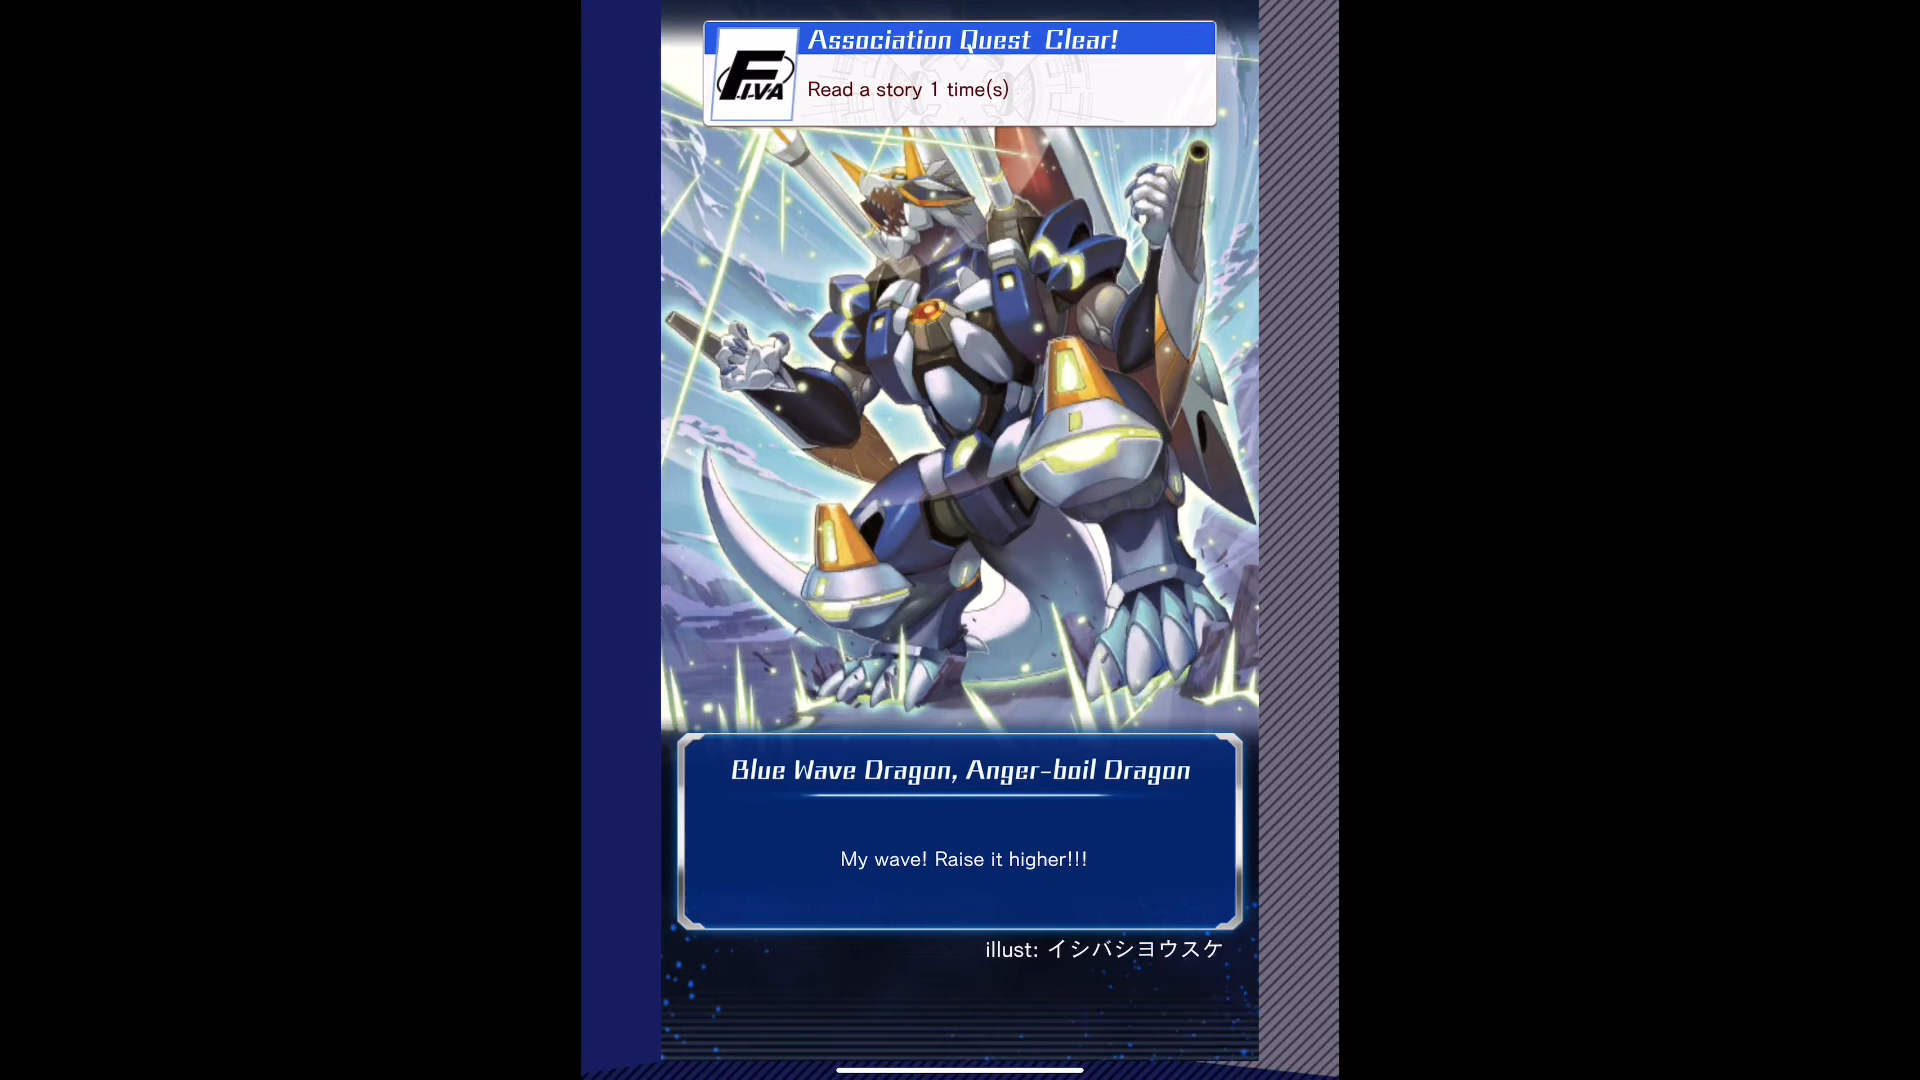 Association Quest Clear!
FIVA
Read a story 1 time(s)
Blue Wave Dragon, Anger-boil Dragon
My wave! Raise it higher!!!
illust: イシバシヨウスケ